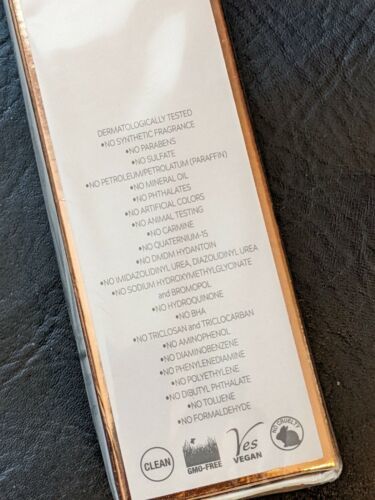 DERMATOLOGICALLY TESTED
•NO SYNTHETIC FRAGRANCE
•NO PARABENS
•NO SULFATE
•NO PETROLEUM/PETROLATUM (PARAFFIN)
•NO MINERAL OIL
•NO PHTHALATES
•NO ARTIFICIAL COLORS
•NO ANIMAL TESTING
•NO CARMINE
•NO QUATERNIUM-15
•NO DMDM HYDANTOIN
•NO IMIDAZOLIDINYL UREA, DIAZOLIDINYL UREA
•NO SODIUM HYDROXYMETHYLGLYCINATE
and BROMOPOL
•NO HYDROQUINONE
•NO BHA
•NO TRICLOSAN and TRICLOCARBAN
•NO AMINOPHENOL
•NO DIAMINOBENZENE
•NO PHENYLENEDIAMINE
•NO POLYETHYLENE
•NO DIBUTYL PHTHALATE
•NO TOLUENE
•NO FORMALDEHYDE
CLEAN
GMO-FREE
Yes
VEGAN
NO CRUELTY